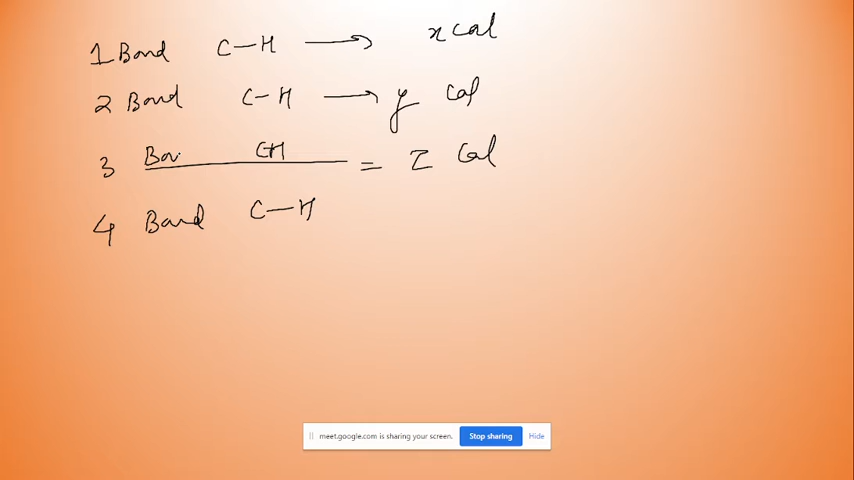 1 Bond C–H → x Cal
2 Bond C–H → y Cal
3 Bon CH = z Cal
4 Bond C–H
meet.google.com is sharing your screen. Stop sharing Hide